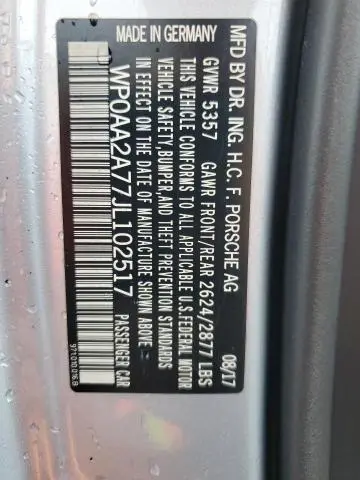 MADE IN GERMANY
MFD BY DR. ING. H.C. F. PORSCHE AG
08/17
GVWR 5357 GAWR FRONT/REAR 2624/2877 LBS
THIS VEHICLE CONFORMS TO ALL APPLICABLE U.S.FEDERAL MOTOR
VEHICLE SAFETY,BUMPER AND THEFT PREVENTION STANDARDS
IN EFFECT ON THE DATE OF MANUFACTURE SHOWN ABOVE.
WP0AA2A77JL102517
PASSENGER CAR